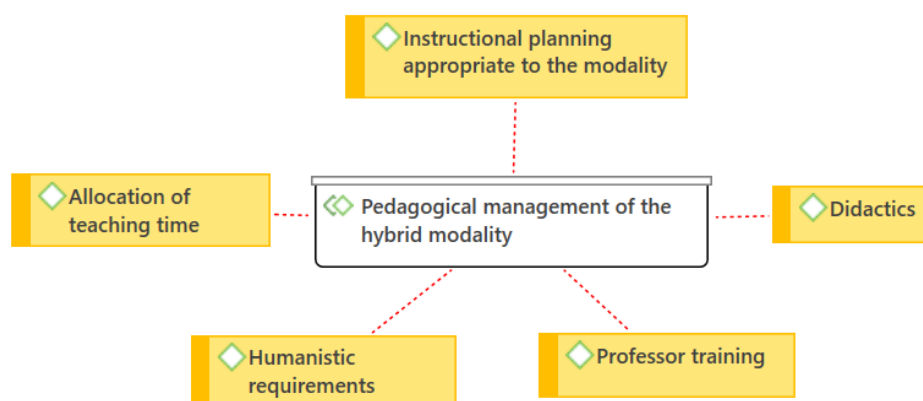 Instructional planning
appropriate to the modality
Allocation of
teaching time
Pedagogical management of the
hybrid modality
Didactics
Humanistic
requirements
Professor training